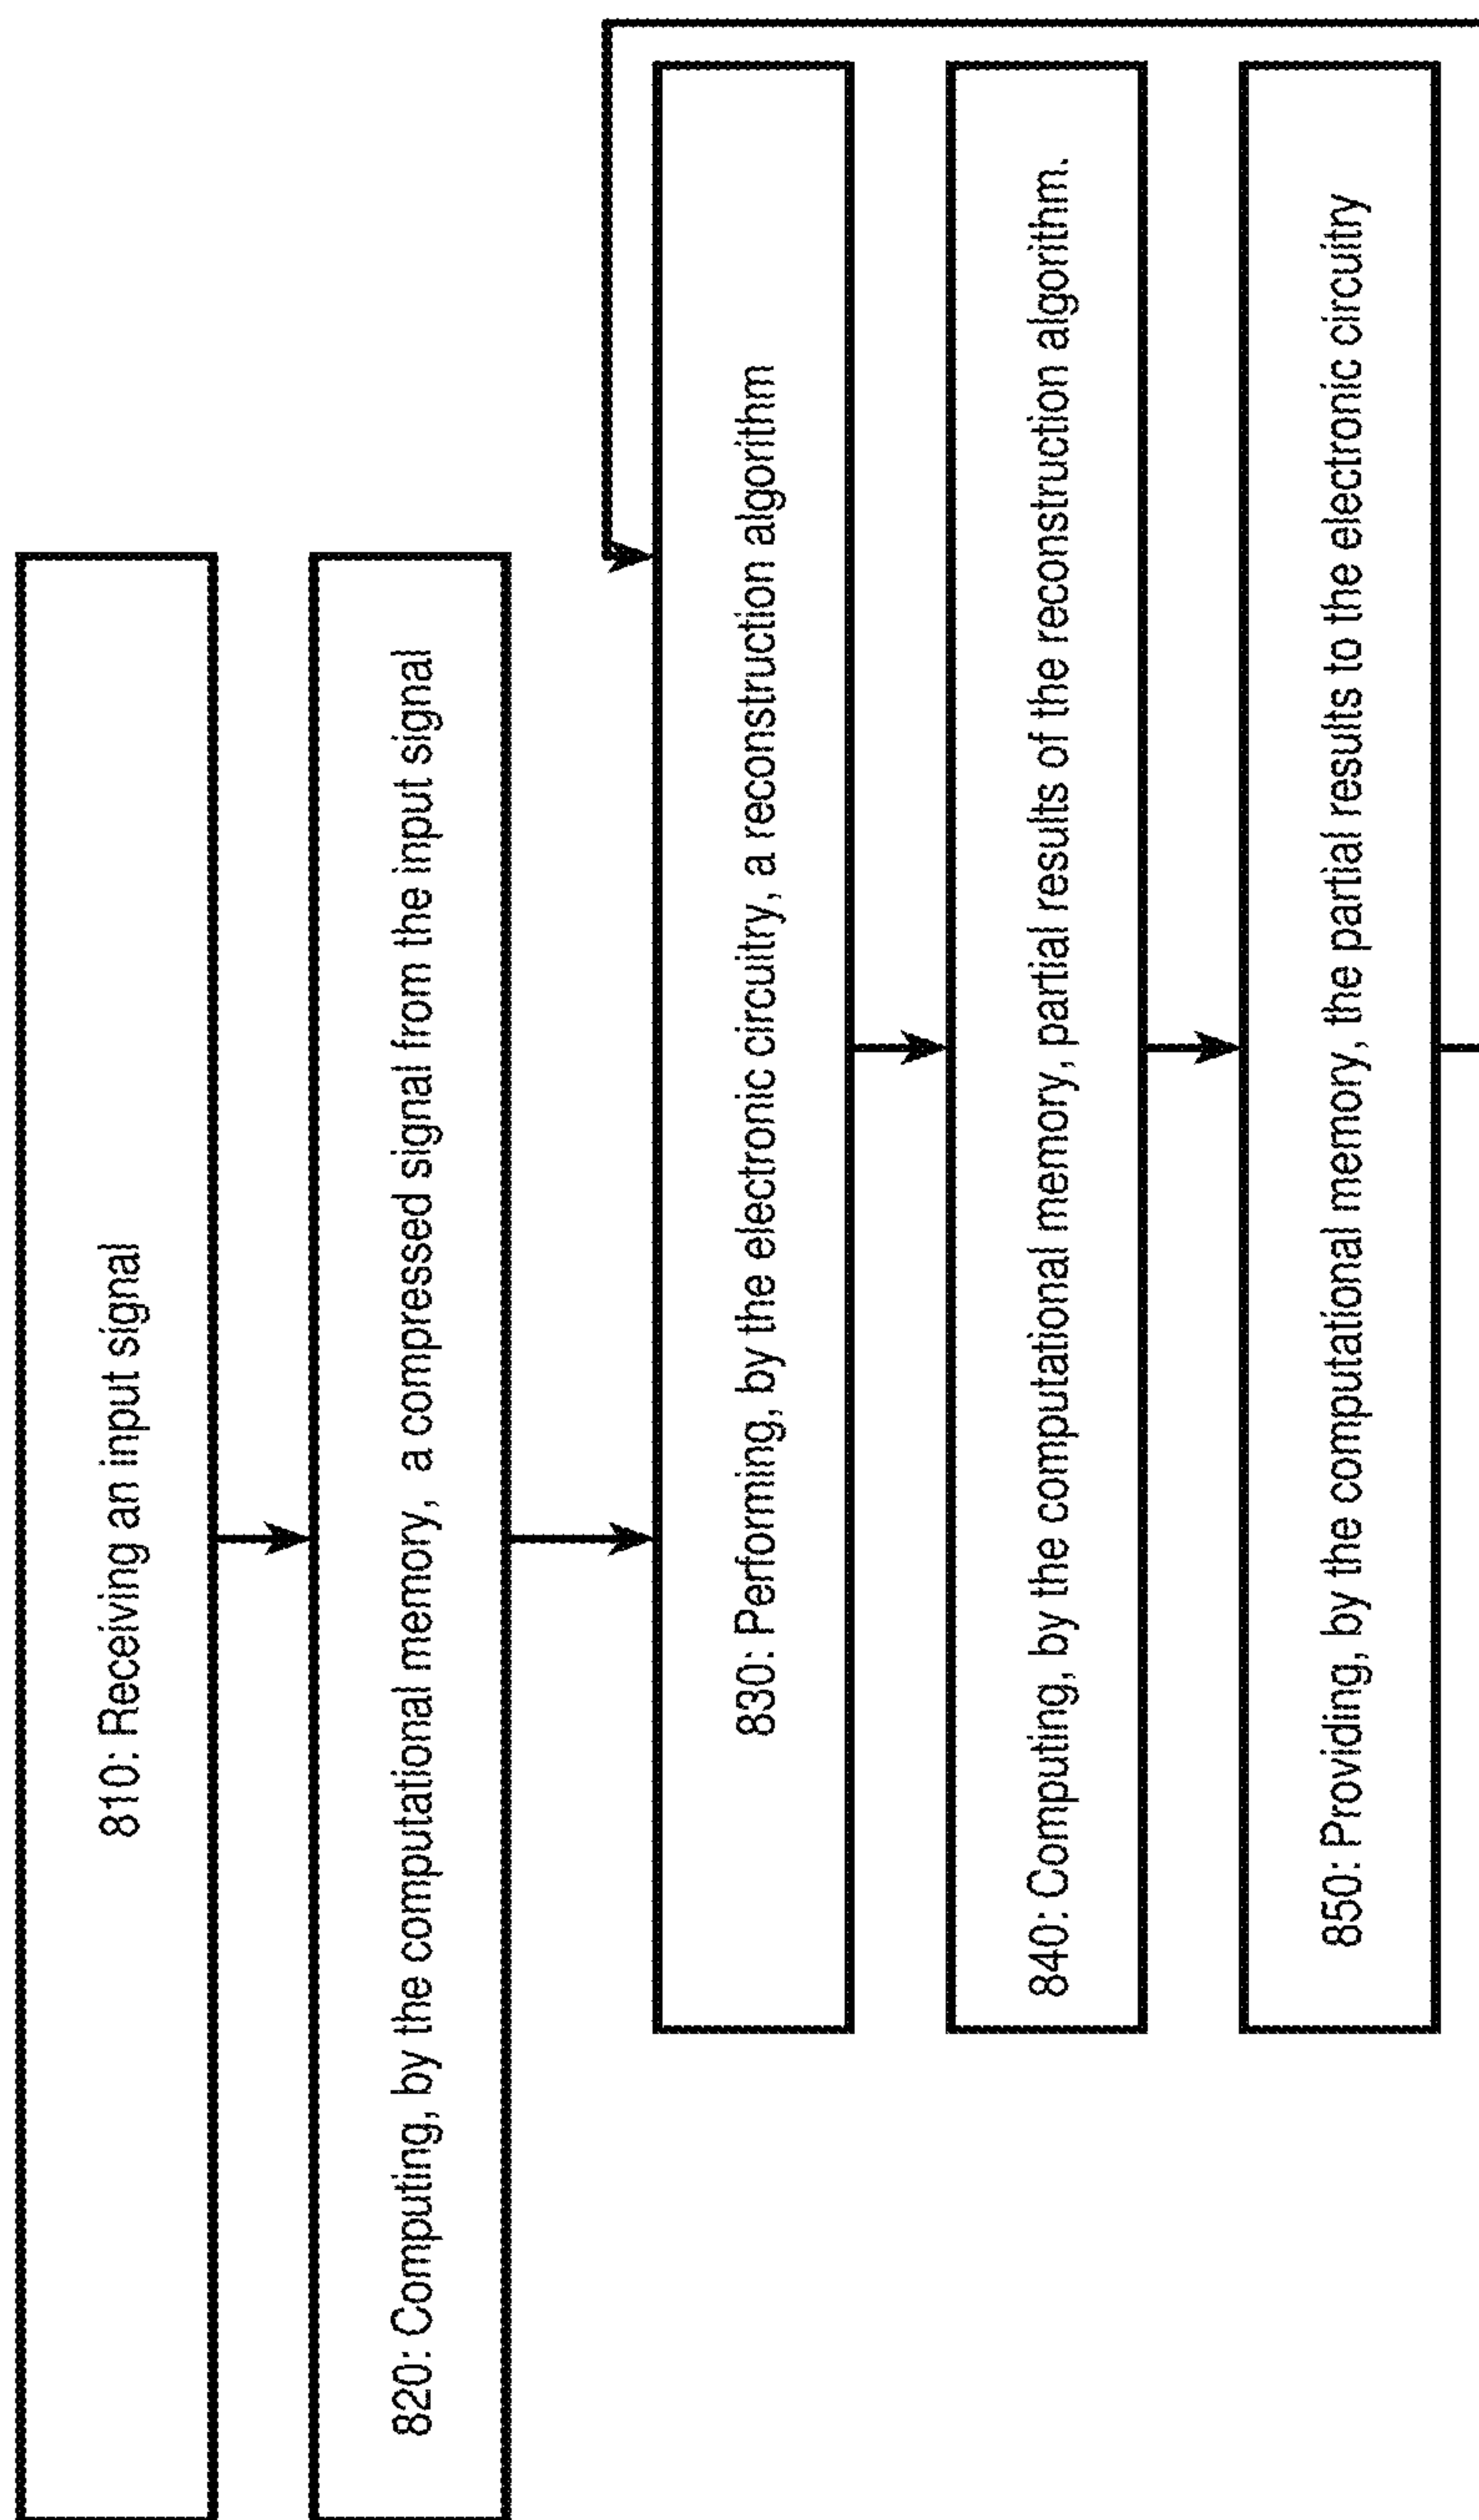 810: Receiving an input signal
820: Computing, by the computational memory, a compressed signal from the input signal
830: Performing, by the electronic circuitry, a reconstruction algorithm
840: Computing, by the computational memory, partial results of the reconstruction algorithm.
850: Providing, by the computational memory, the partial results to the electronic circuitry